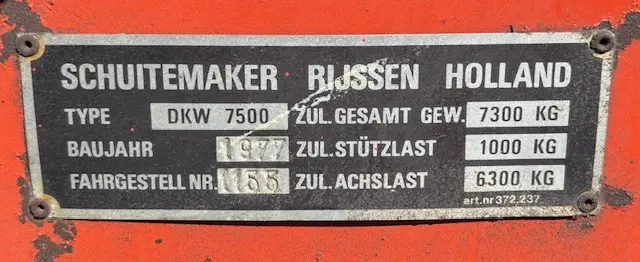 SCHUITEMAKER RIJSSEN HOLLAND
TYPE DKW 7500 ZUL.GESAMT GEW. 7300 KG
BAUJAHR 1977 ZUL.STÜTZLAST 1000 KG
FAHRGESTELL NR. 1155 ZUL.ACHSLAST 6300 KG
art.nr 372.237